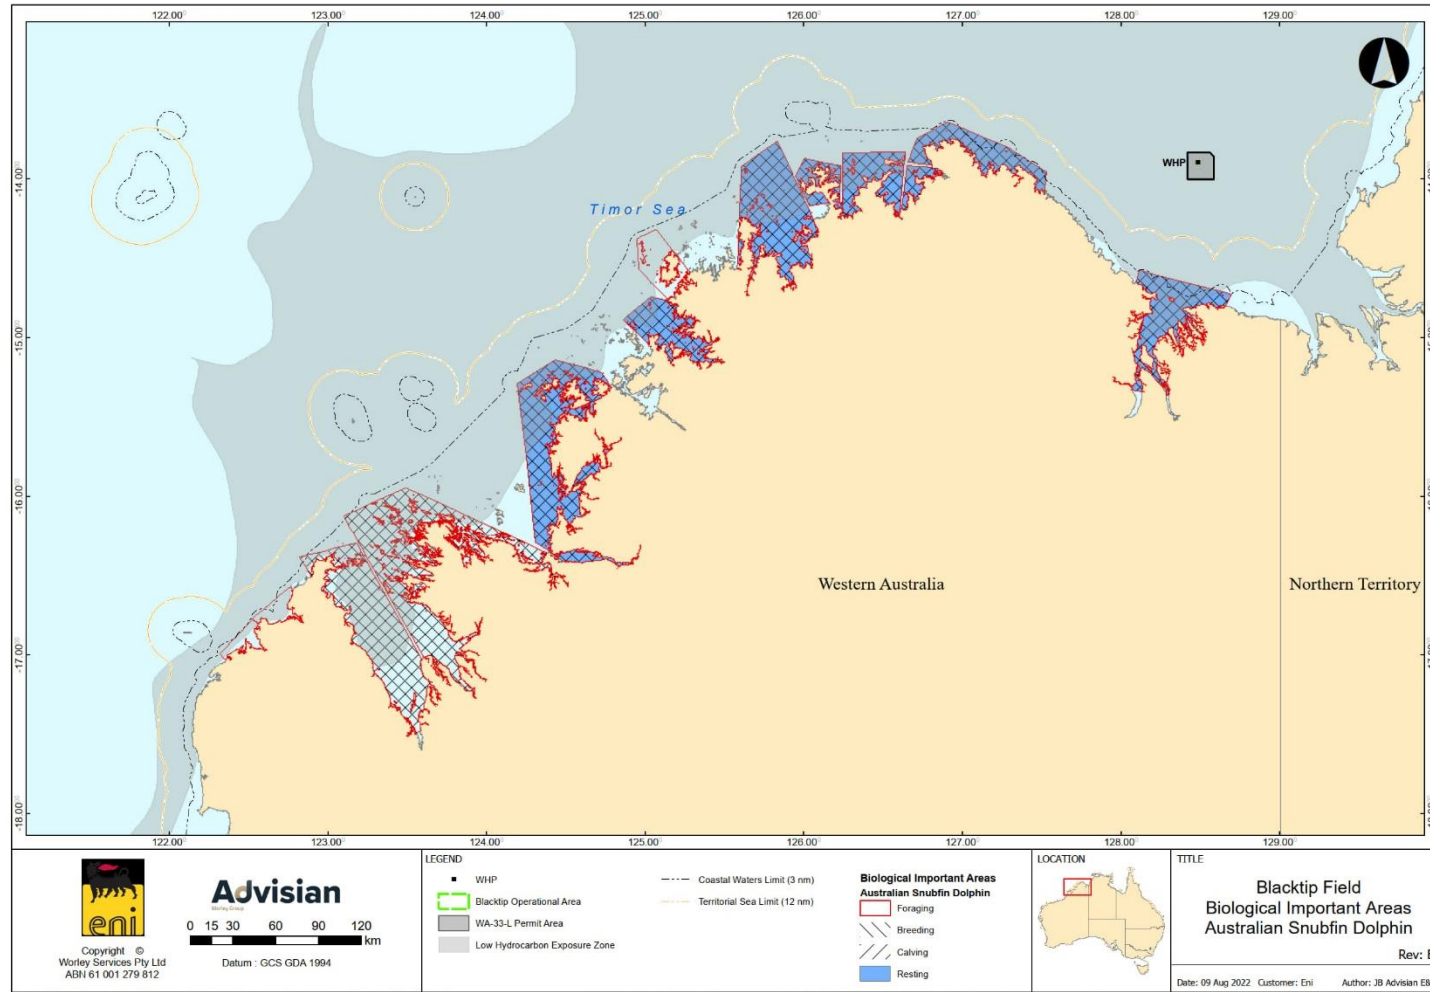 122.00° 123.00° 124.00° 125.00° 126.00° 127.00° 128.00° 129.00°
-14.00
-15.00
-16.00
-17.00
-18.00
WHP
Timor Sea
Western Australia
Northern Territory
122.00° 123.00° 124.00° 125.00° 126.00° 127.00° 128.00° 129.00°
eni
Copyright ©
Worley Services Pty Ltd
ABN 61 001 279 812
Advisian
Worley Group
0 15 30 60 90 120
km
Datum : GCS GDA 1994
LEGEND
WHP
Blacktip Operational Area
WA-33-L Permit Area
Low Hydrocarbon Exposure Zone
Coastal Waters Limit (3 nm)
Territorial Sea Limit (12 nm)
Biological Important Areas
Australian Snubfin Dolphin
Foraging
Breeding
Calving
Resting
LOCATION
TITLE
Blacktip Field
Biological Important Areas
Australian Snubfin Dolphin
Rev:
Date: 09 Aug 2022 Customer: Eni Author: JB Advisian